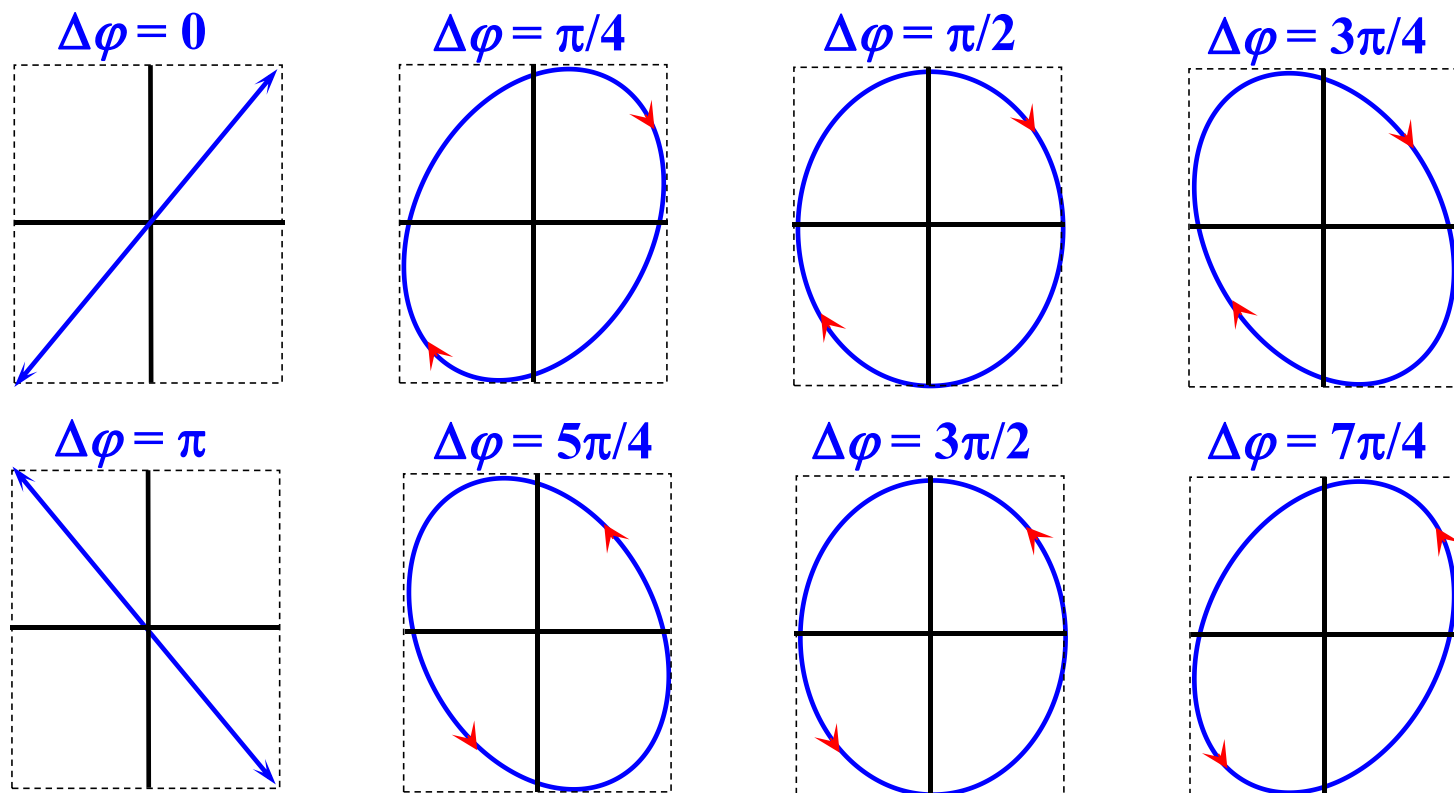 Δφ = 0
Δφ = π/4
Δφ = π/2
Δφ = 3π/4
Δφ = π
Δφ = 5π/4
Δφ = 3π/2
Δφ = 7π/4